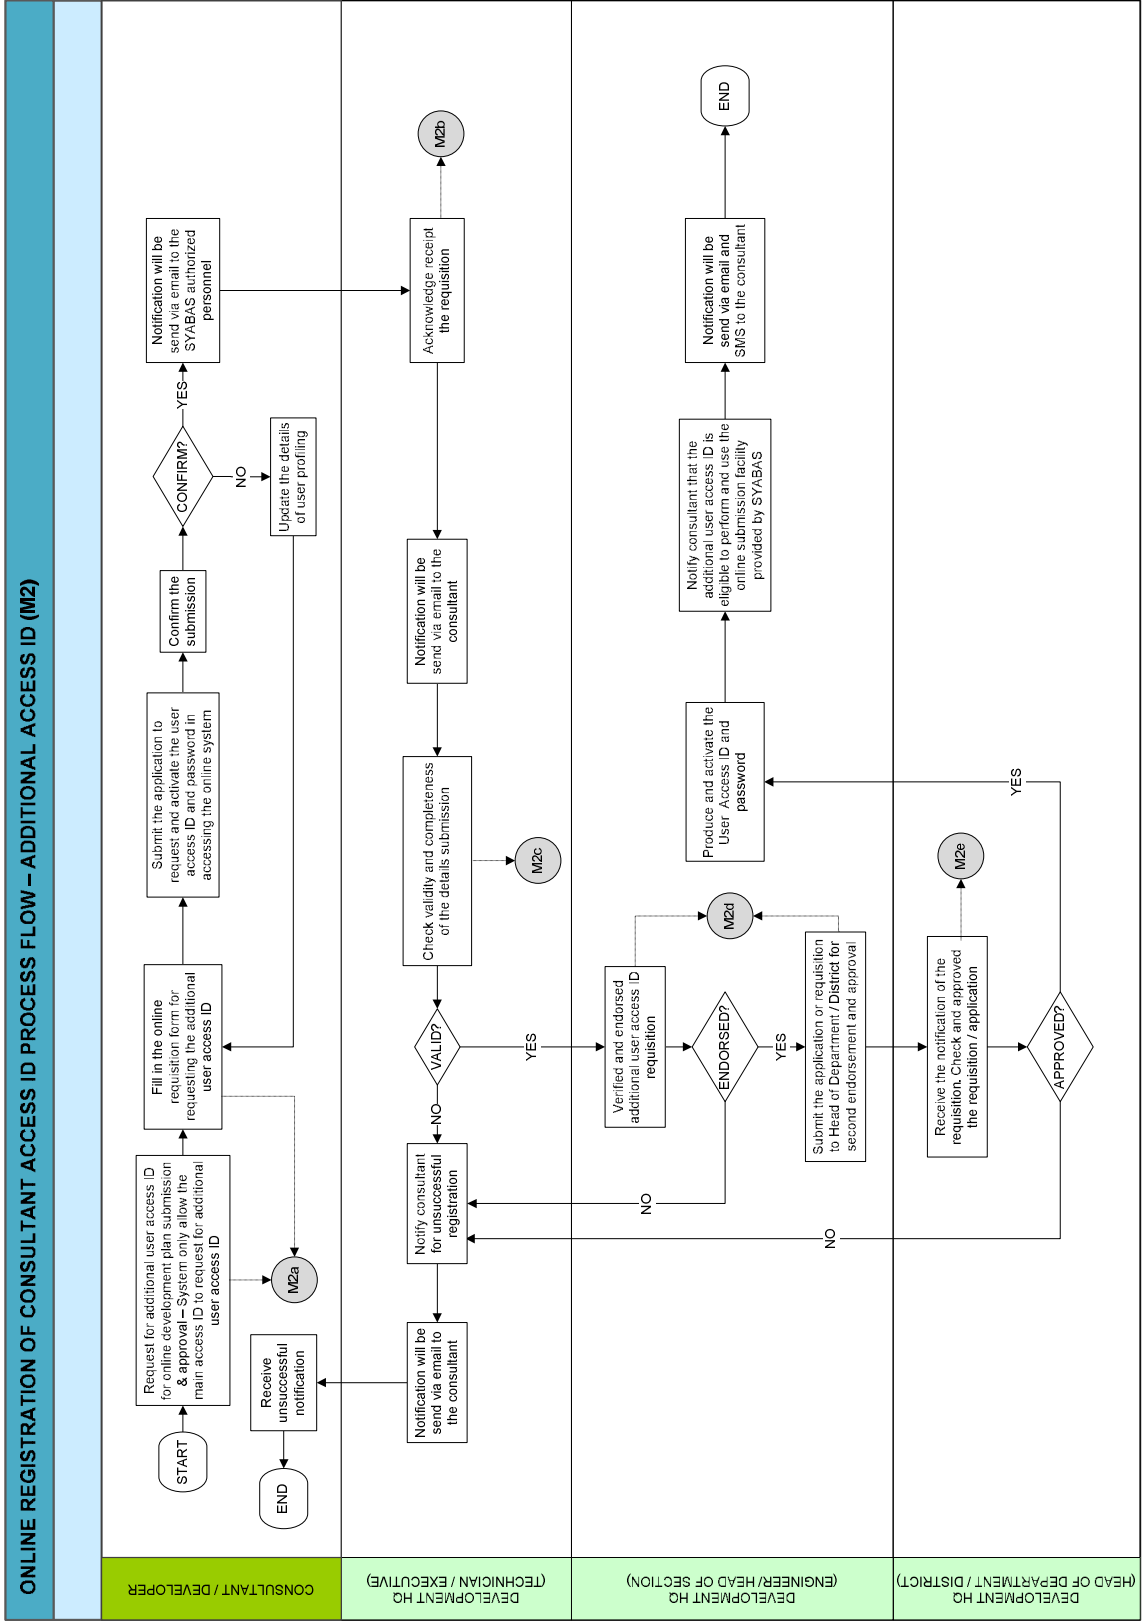 ONLINE REGISTRATION OF CONSULTANT ACCESS ID PROCESS FLOW – ADDITIONAL ACCESS ID (M2)
CONSULTANT / DEVELOPER
START
Request for additional user access ID
for online development plan submission
& approval – System only allow the
main access ID to request for additional
user access ID
M2a
Fill in the online
requisition form for
requesting the additional
user access ID
Submit the application to
request and activate the user
access ID and password in
accessing the online system
Confirm the
submission
CONFIRM?
YES
NO
Update the details
of user profiling
Notification will be
send via email to the
SYABAS authorized
personnel
Receive
unsuccessful
notification
END
DEVELOPMENT HQ
(TECHNICIAN / EXECUTIVE)
Acknowledge receipt
the requisition
M2b
Notification will be
send via email to the
consultant
Check validity and completeness
of the details submission
M2c
VALID?
YES
NO
Notify consultant
for unsuccessful
registration
Notification will be
send via email to
the consultant
DEVELOPMENT HQ
(ENGINEER/ HEAD OF SECTION)
Verified and endorsed
additional user access ID
requisition
M2d
ENDORSED?
YES
NO
Submit the application or requisition
to Head of Department / District for
second endorsement and approval
Produce and activate the
User Access ID and
password
Notify consultant that the
additional user access ID is
eligible to perform and use the
online submission facility
provided by SYABAS
Notification will be
send via email and
SMS to the consultant
END
DEVELOPMENT HQ
(HEAD OF DEPARTMENT / DISTRICT)
Receive the notification of the
requisition. Check and approved
the requisition / application
M2e
APPROVED?
YES
NO